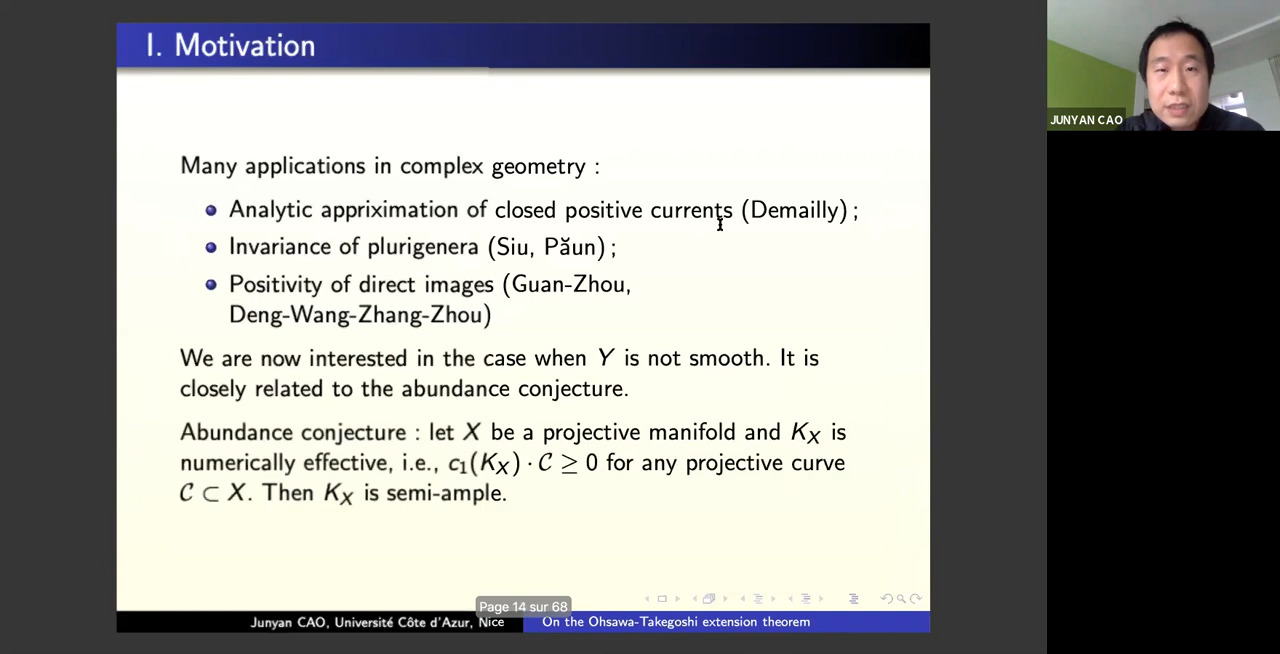 I. Motivation
Many applications in complex geometry :
Analytic appriximation of closed positive currents (Demailly) ;
Invariance of plurigenera (Siu, Păun) ;
Positivity of direct images (Guan-Zhou,
Deng-Wang-Zhang-Zhou)
We are now interested in the case when Y is not smooth. It is
closely related to the abundance conjecture.
Abundance conjecture : let X be a projective manifold and K_X is
numerically effective, i.e., c₁(K_X) · 𝒞 ≥ 0 for any projective curve
𝒞 ⊂ X. Then K_X is semi-ample.
Page 14 sur 68
Junyan CAO, Université Côte d'Azur, Nice
On the Ohsawa-Takegoshi extension theorem
JUNYAN CAO